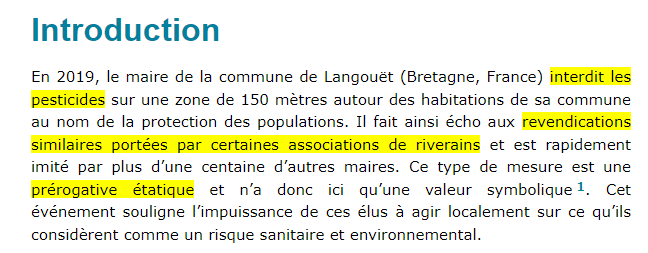 Introduction
En 2019, le maire de la commune de Langouët (Bretagne, France) interdit les
pesticides sur une zone de 150 mètres autour des habitations de sa commune
au nom de la protection des populations. Il fait ainsi écho aux revendications
similaires portées par certaines associations de riverains et est rapidement
imité par plus d’une centaine d’autres maires. Ce type de mesure est une
prérogative étatique et n’a donc ici qu’une valeur symbolique 1. Cet
événement souligne l’impuissance de ces élus à agir localement sur ce qu’ils
considèrent comme un risque sanitaire et environnemental.